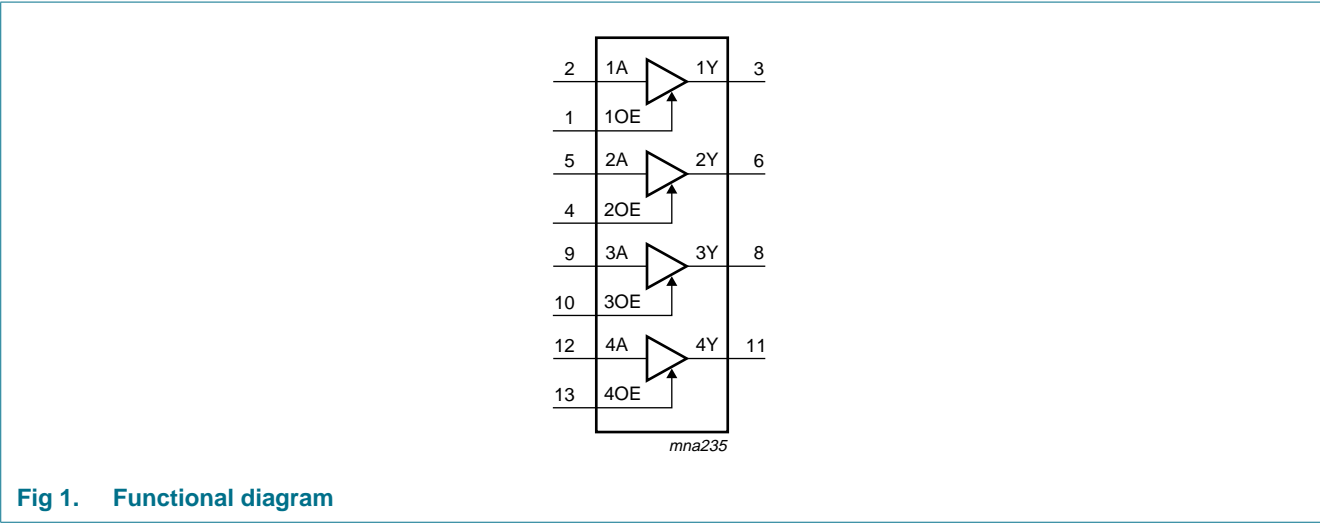 2 1A 1Y 3
1 1OE
5 2A 2Y 6
4 2OE
9 3A 3Y 8
10 3OE
12 4A 4Y 11
13 4OE
mna235
Fig 1. Functional diagram